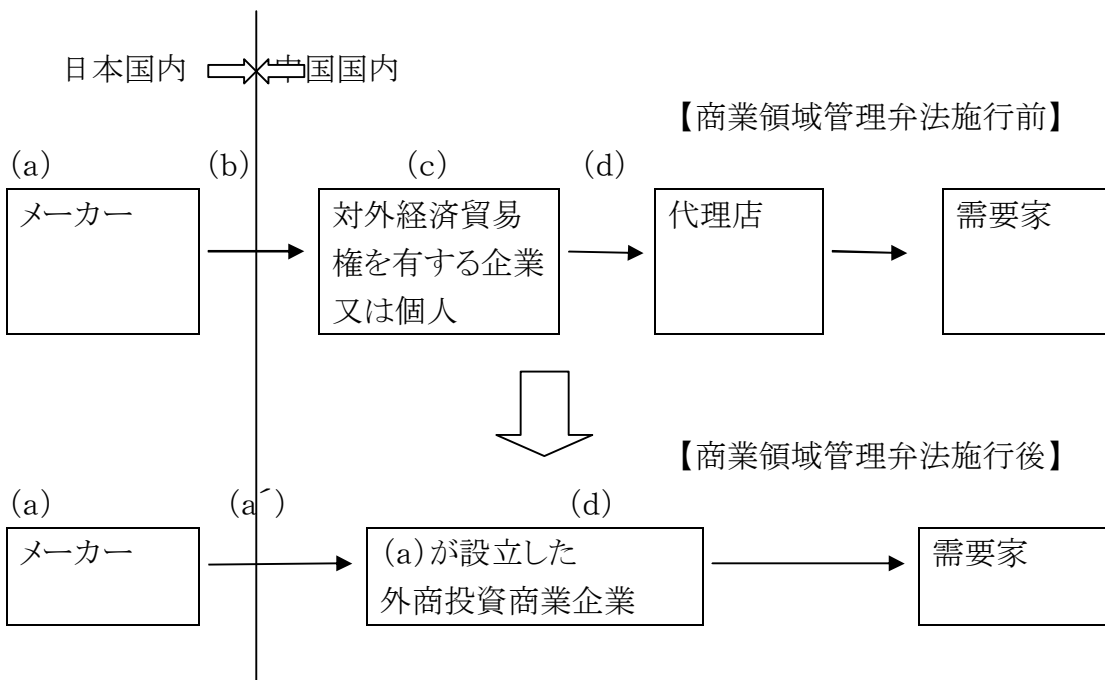 日本国内 中国国内
【商業領域管理弁法施行前】
(a) (b) (c) (d)
メーカー
対外経済貿易
権を有する企業
又は個人
代理店
需要家
【商業領域管理弁法施行後】
(a) (a´) (d)
メーカー
(a)が設立した
外商投資商業企業
需要家